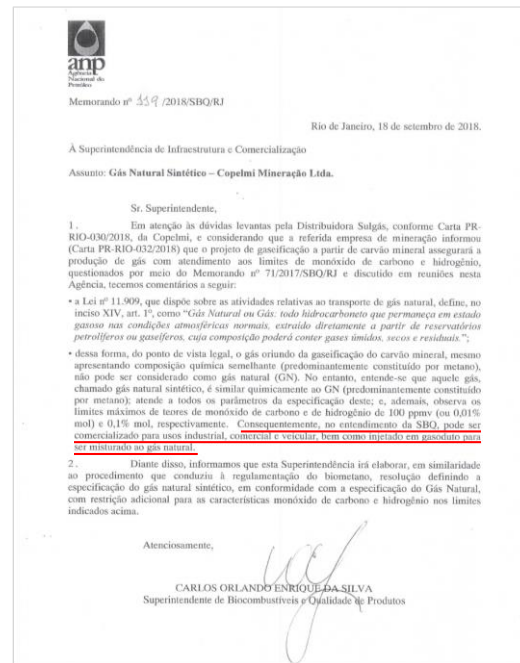 anp
Agência
Nacional do
Petróleo
Memorando nº 119 /2018/SBQ/RJ
Rio de Janeiro, 18 de setembro de 2018.
À Superintendência de Infraestrutura e Comercialização
Assunto: Gás Natural Sintético – Copelmi Mineração Ltda.
Sr. Superintendente,
1. Em atenção às dúvidas levantas pela Distribuidora Sulgás, conforme Carta PR-
RIO-030/2018, da Copelmi, e considerando que a referida empresa de mineração informou
(Carta PR-RIO-032/2018) que o projeto de gaseificação a partir de carvão mineral assegurará a
produção de gás com atendimento aos limites de monóxido de carbono e hidrogênio,
questionados por meio do Memorando nº 71/2017/SBQ/RJ e discutido em reuniões nesta
Agência, tecemos comentários a seguir:
• a Lei nº 11.909, que dispõe sobre as atividades relativas ao transporte de gás natural, define, no
inciso XIV, art. 1º, como "Gás Natural ou Gás: todo hidrocarboneto que permaneça em estado
gasoso nas condições atmosféricas normais, extraído diretamente a partir de reservatórios
petrolíferos ou gaseíferos, cuja composição poderá conter gases úmidos, secos e residuais.";
• dessa forma, do ponto de vista legal, o gás oriundo da gaseificação do carvão mineral, mesmo
apresentando composição química semelhante (predominantemente constituído por metano),
não pode ser considerado como gás natural (GN). No entanto, entende-se que aquele gás,
chamado gás natural sintético, é similar quimicamente ao GN (predominantemente constituído
por metano); atende a todos os parâmetros da especificação deste; e, ademais, observa os
limites máximos de teores de monóxido de carbono e de hidrogênio de 100 ppmv (ou 0,01%
mol) e 0,1% mol, respectivamente. Consequentemente, no entendimento da SBQ, pode ser
comercializado para usos industrial, comercial e veicular, bem como injetado em gasoduto para
ser misturado ao gás natural.
2. Diante disso, informamos que esta Superintendência irá elaborar, em similaridade
ao procedimento que conduziu à regulamentação do biometano, resolução definindo a
especificação do gás natural sintético, em conformidade com a especificação do Gás Natural,
com restrição adicional para as características monóxido de carbono e hidrogênio nos limites
indicados acima.
Atenciosamente,
CARLOS ORLANDO ENRIQUE DA SILVA
Superintendente de Biocombustíveis e Qualidade de Produtos